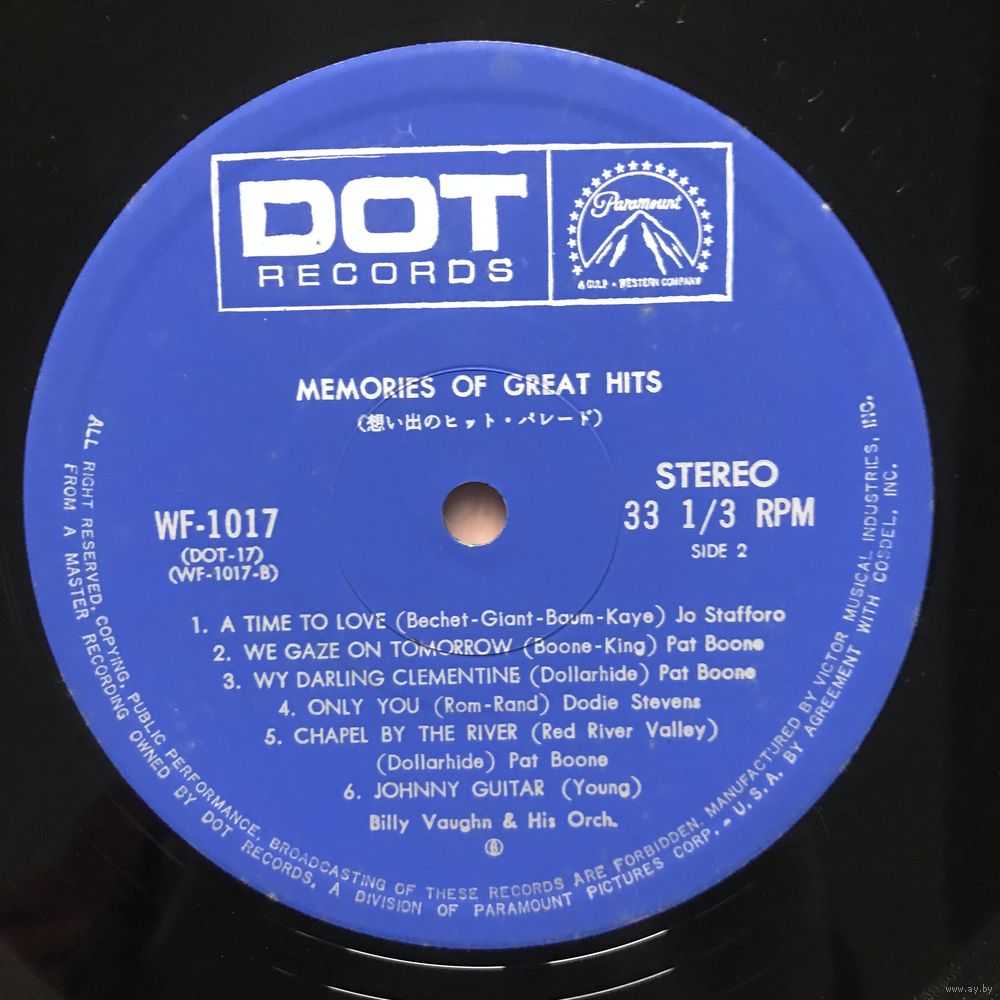 DOT
RECORDS
Paramount
A GULF + WESTERN COMPANY
MEMORIES OF GREAT HITS
(想い出のヒット・パレード)
STEREO
33 1/3 RPM
SIDE 2
WF-1017
(DOT-17)
(WF-1017-B)
1. A TIME TO LOVE (Bechet-Giant-Baum-Kaye) Jo Stafforo
2. WE GAZE ON TOMORROW (Boone-King) Pat Boone
3. WY DARLING CLEMENTINE (Dollarhide) Pat Boone
4. ONLY YOU (Rom-Rand) Dodie Stevens
5. CHAPEL BY THE RIVER (Red River Valley)
(Dollarhide) Pat Boone
6. JOHNNY GUITAR (Young)
Billy Vaughn & His Orch.
ALL RIGHT RESERVED, COPYING, PUBLIC PERFORMANCE, BROADCASTING OF THESE RECORDS ARE FORBIDDEN. MANUFACTURED BY VICTOR MUSICAL INDUSTRIES, INC.
FROM A MASTER RECORDING OWNED BY DOT RECORDS, A DIVISION OF PARAMOUNT PICTURES CORP. - U.S.A. BY AGREEMENT WITH COSDEL, INC.
www.ay.by